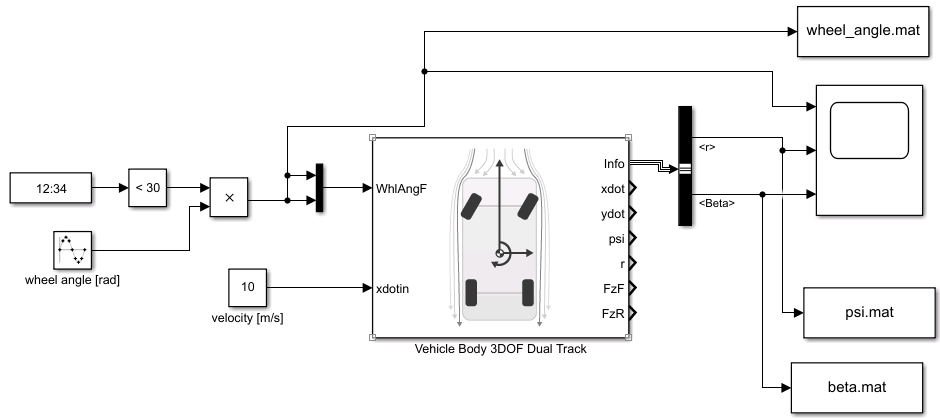 wheel_angle.mat
12:34
< 30
×
wheel angle [rad]
10
velocity [m/s]
WhlAngF
xdotin
Info
xdot
ydot
psi
r
FzF
FzR
Vehicle Body 3DOF Dual Track
<r>
<Beta>
psi.mat
beta.mat